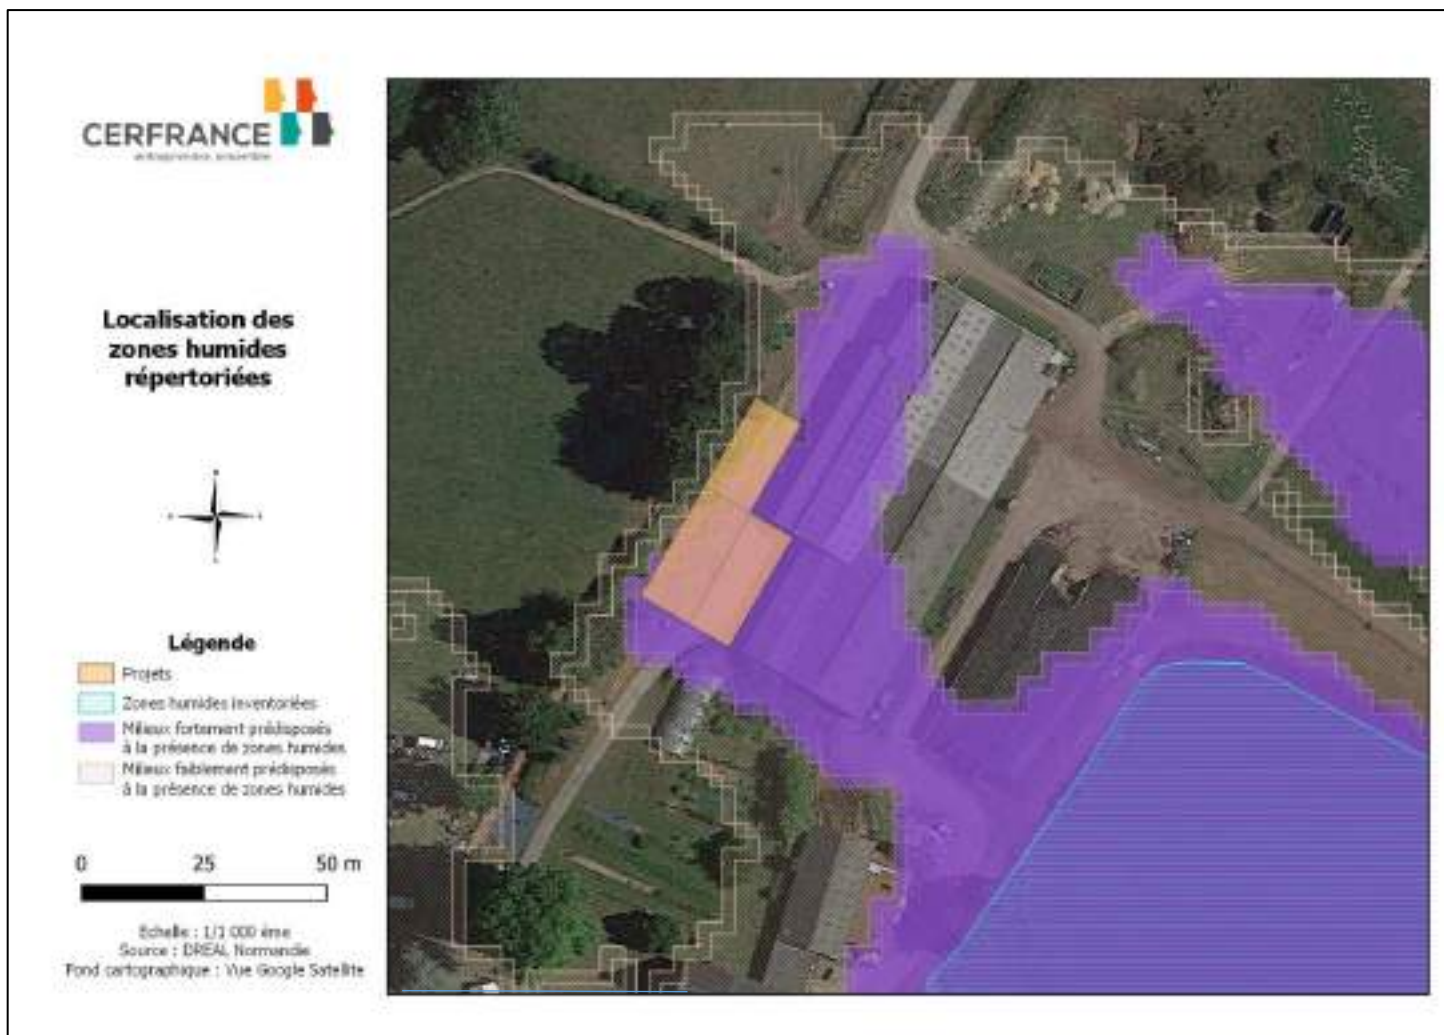 CERFRANCE
Localisation des
zones humides
répertoriées
Légende
Projets
Zones humides inventoriées
Milieux fortement prédisposés
à la présence de zones humides
Milieux faiblement prédisposés
à la présence de zones humides
0 25 50 m
Echelle : 1/1 000 ème
Source : DREAL Normandie
Fond cartographique : Vue Google Satellite